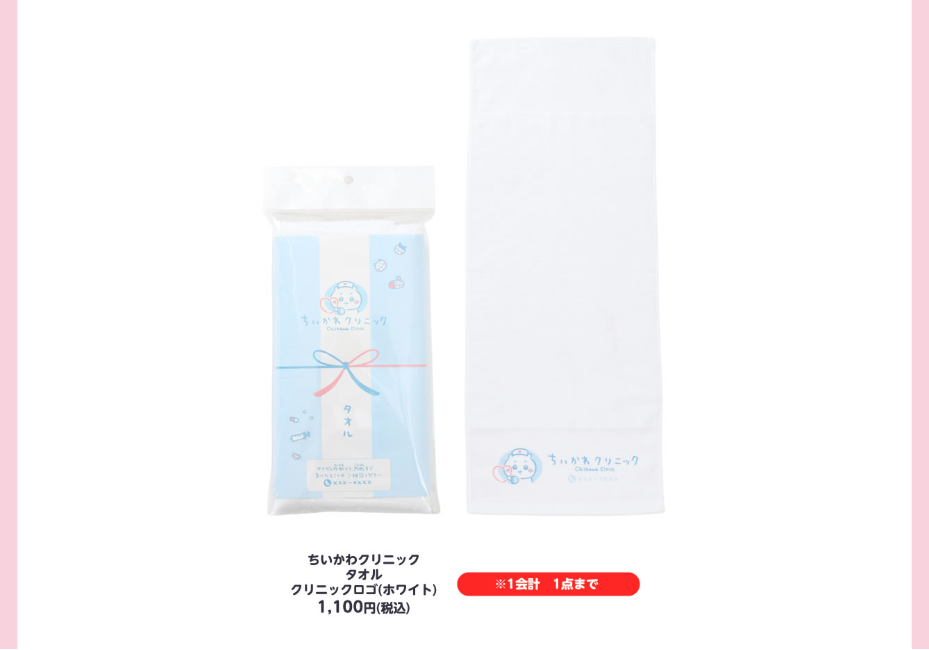 ちいかわクリニック
Chiikawa Clinic
タオル
ちいかわクリニック
Chiikawa Clinic
ちいかわクリニック
タオル
クリニックロゴ(ホワイト)
1,100円(税込)
※1会計 1点まで